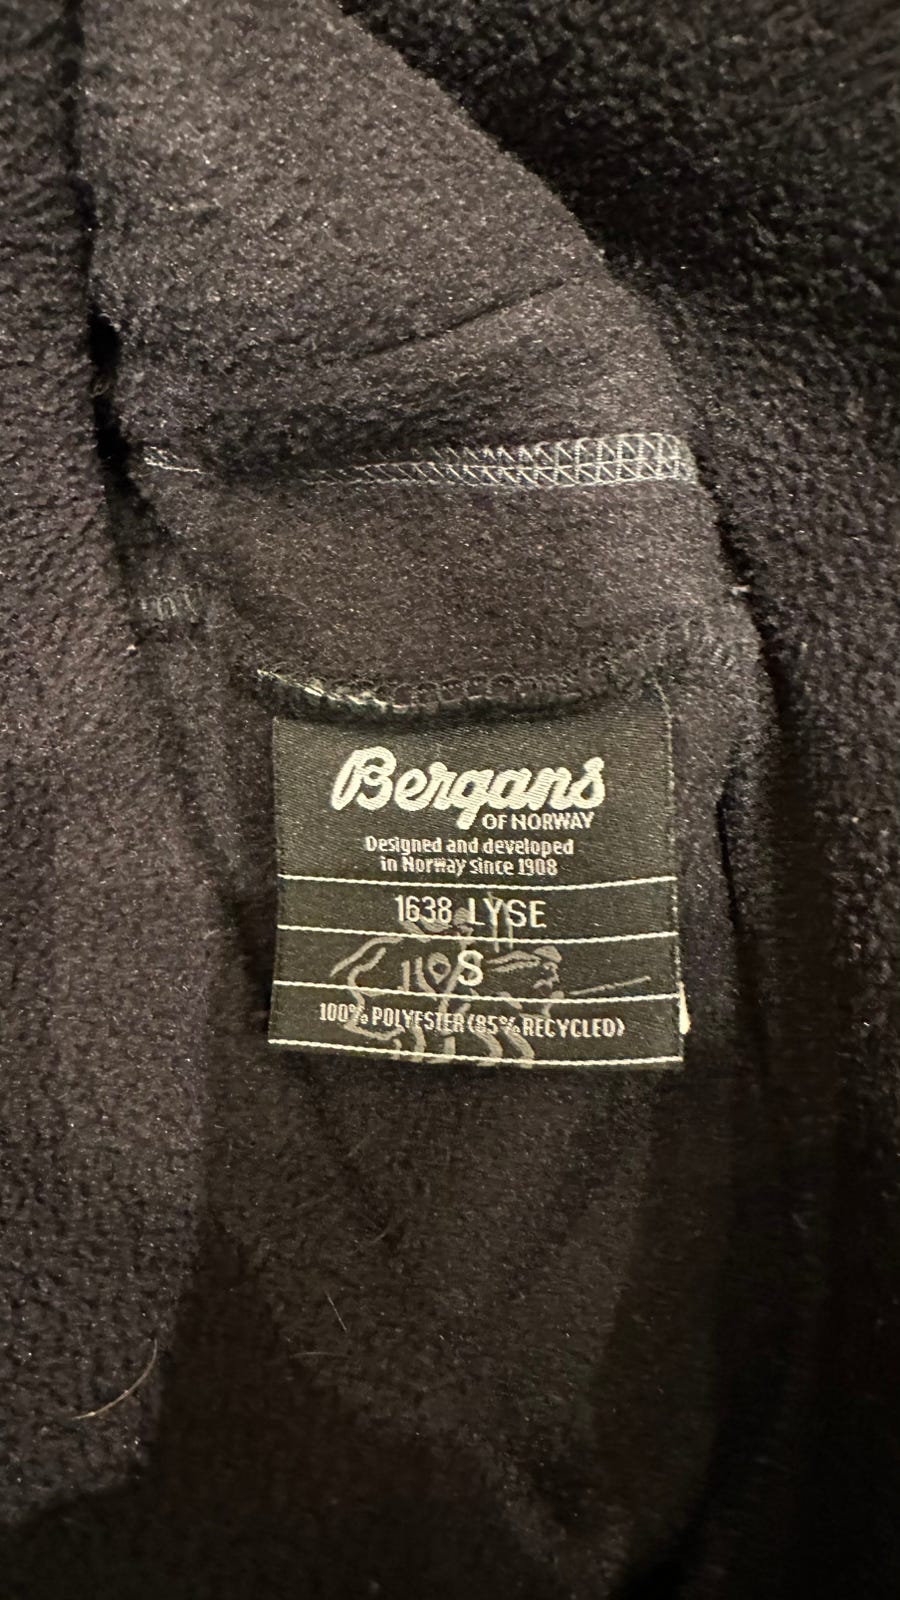 Bergans
OF NORWAY
Designed and developed
in Norway since 1908
1638 LYSE
S
100% POLYESTER (85% RECYCLED)